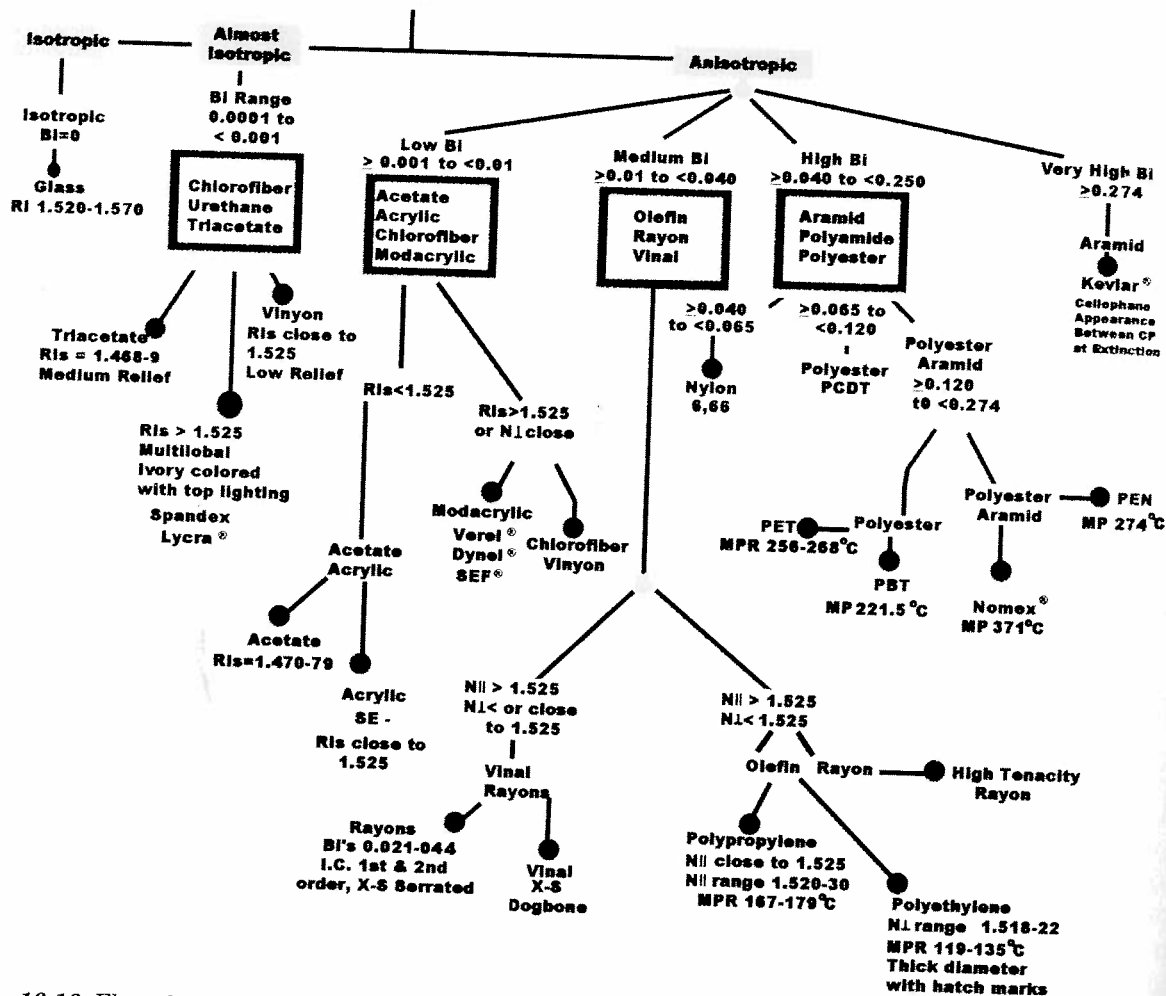 Isotropic
Almost
Isotropic
Anisotropic
Isotropic
Bi=0
Glass
RI 1.520-1.570
Bi Range
0.0001 to
< 0.001
Chlorofiber
Urethane
Triacetate
Triacetate
RIs = 1.468-9
Medium Relief
RIs > 1.525
Multilobal
Ivory colored
with top lighting
Spandex
Lycra ®
Vinyon
RIs close to
1.525
Low Relief
Low Bi
≥ 0.001 to <0.01
Acetate
Acrylic
Chlorofiber
Modacrylic
RIs<1.525
Acetate
Acrylic
Acetate
RIs=1.470-79
Acrylic
SE -
RIs close to
1.525
RIs>1.525
or N⊥close
Modacrylic
Verel ®
Dynel ®
SEF ®
Chlorofiber
Vinyon
Medium Bi
≥0.01 to <0.040
Olefin
Rayon
Vinal
N|| > 1.525
N⊥< or close
to 1.525
Vinal
Rayons
Rayons
Bi's 0.021-044
I.C. 1st & 2nd
order, X-S Serrated
Vinal
X-S
Dogbone
N|| > 1.525
N⊥< 1.525
Olefin Rayon
High Tenacity
Rayon
Polypropylene
N|| close to 1.525
N|| range 1.520-30
MPR 167-179°C
Polyethylene
N⊥ range 1.518-22
MPR 119-135°C
Thick diameter
with hatch marks
High Bi
≥0.040 to <0.250
Aramid
Polyamide
Polyester
≥0.040
to <0.065
Nylon
6,66
≥0.065 to
<0.120
Polyester
PCDT
Polyester
Aramid
≥0.120
to <0.274
Polyester
PET
MPR 256-268°C
PBT
MP 221.5 °C
Polyester
Aramid
PEN
MP 274°C
Nomex ®
MP 371°C
Very High Bi
≥0.274
Aramid
Kevlar ®
Cellophane
Appearance
Between CP
at Extinction